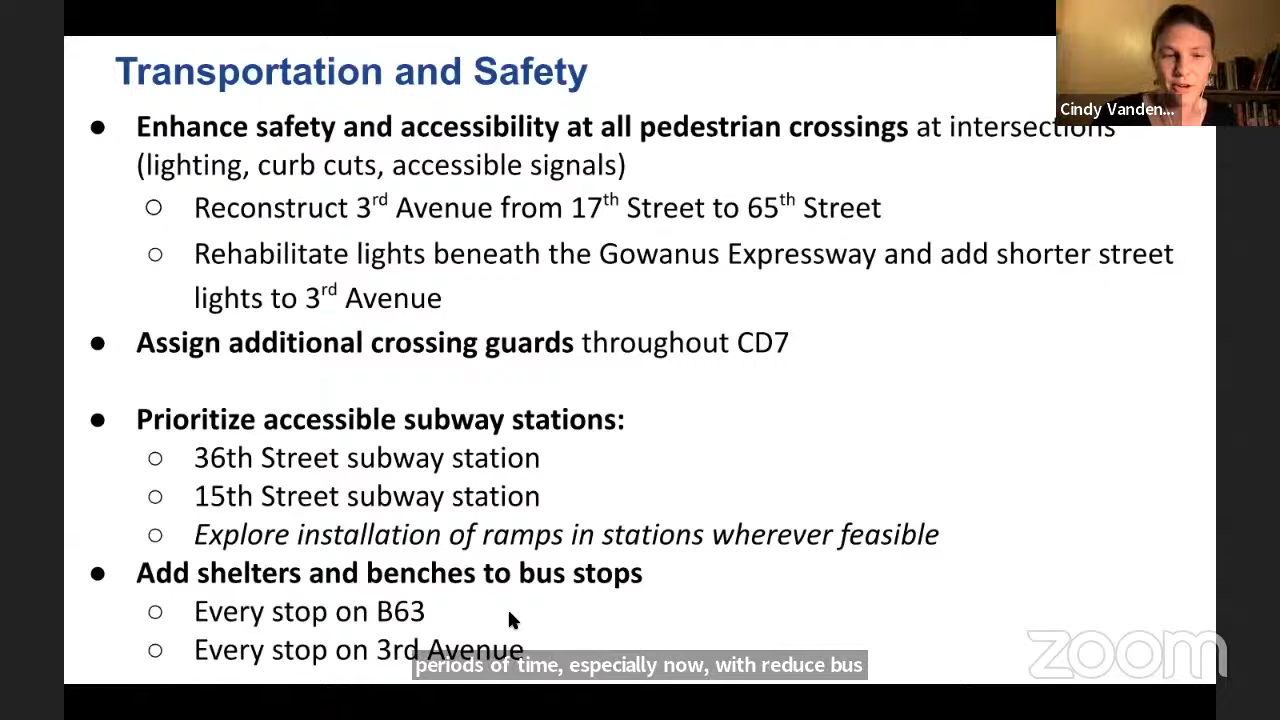 Transportation and Safety
Cindy Vanden...
● Enhance safety and accessibility at all pedestrian crossings at intersections
(lighting, curb cuts, accessible signals)
○ Reconstruct 3rd Avenue from 17th Street to 65th Street
○ Rehabilitate lights beneath the Gowanus Expressway and add shorter street
lights to 3rd Avenue
● Assign additional crossing guards throughout CD7
● Prioritize accessible subway stations:
○ 36th Street subway station
○ 15th Street subway station
○ Explore installation of ramps in stations wherever feasible
● Add shelters and benches to bus stops
○ Every stop on B63
○ Every stop on 3rd Avenue
periods of time, especially now, with reduce bus
zoom